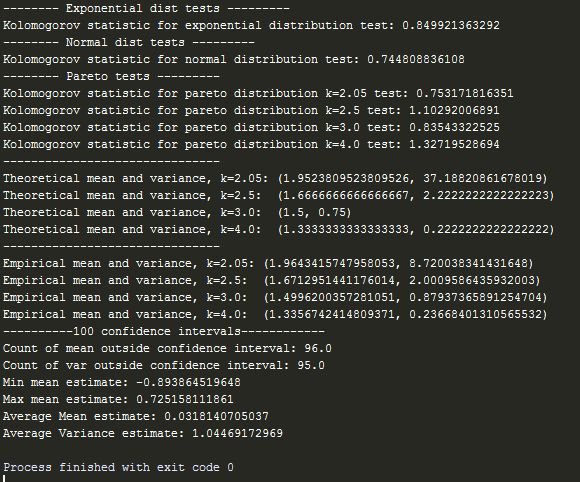 -------- Exponential dist tests ---------
Kolomogorov statistic for exponential distribution test: 0.849921363292
-------- Normal dist tests ---------
Kolomogorov statistic for normal distribution test: 0.744808836108
-------- Pareto tests ---------
Kolomogorov statistic for pareto distribution k=2.05 test: 0.753171816351
Kolomogorov statistic for pareto distribution k=2.5 test: 1.10292006891
Kolomogorov statistic for pareto distribution k=3.0 test: 0.83543322525
Kolomogorov statistic for pareto distribution k=4.0 test: 1.32719528694
-------------------------------
Theoretical mean and variance, k=2.05: (1.9523809523809526, 37.18820861678019)
Theoretical mean and variance, k=2.5:  (1.6666666666666667, 2.2222222222222223)
Theoretical mean and variance, k=3.0:  (1.5, 0.75)
Theoretical mean and variance, k=4.0:  (1.3333333333333333, 0.2222222222222222)
-------------------------------
Empirical mean and variance, k=2.05: (1.9643415747958053, 8.720038341431648)
Empirical mean and variance, k=2.5:  (1.6712951441176014, 2.0009586435932003)
Empirical mean and variance, k=3.0:  (1.4996200357281051, 0.87937365891254704)
Empirical mean and variance, k=4.0:  (1.3356742414809371, 0.23668401310565532)
----------100 confidence intervals------------
Count of mean outside confidence interval: 96.0
Count of var outside confidence interval: 95.0
Min mean estimate: -0.893864519648
Max mean estimate: 0.725158111861
Average Mean estimate: 0.0318140705037
Average Variance estimate: 1.04469172969
Process finished with exit code 0